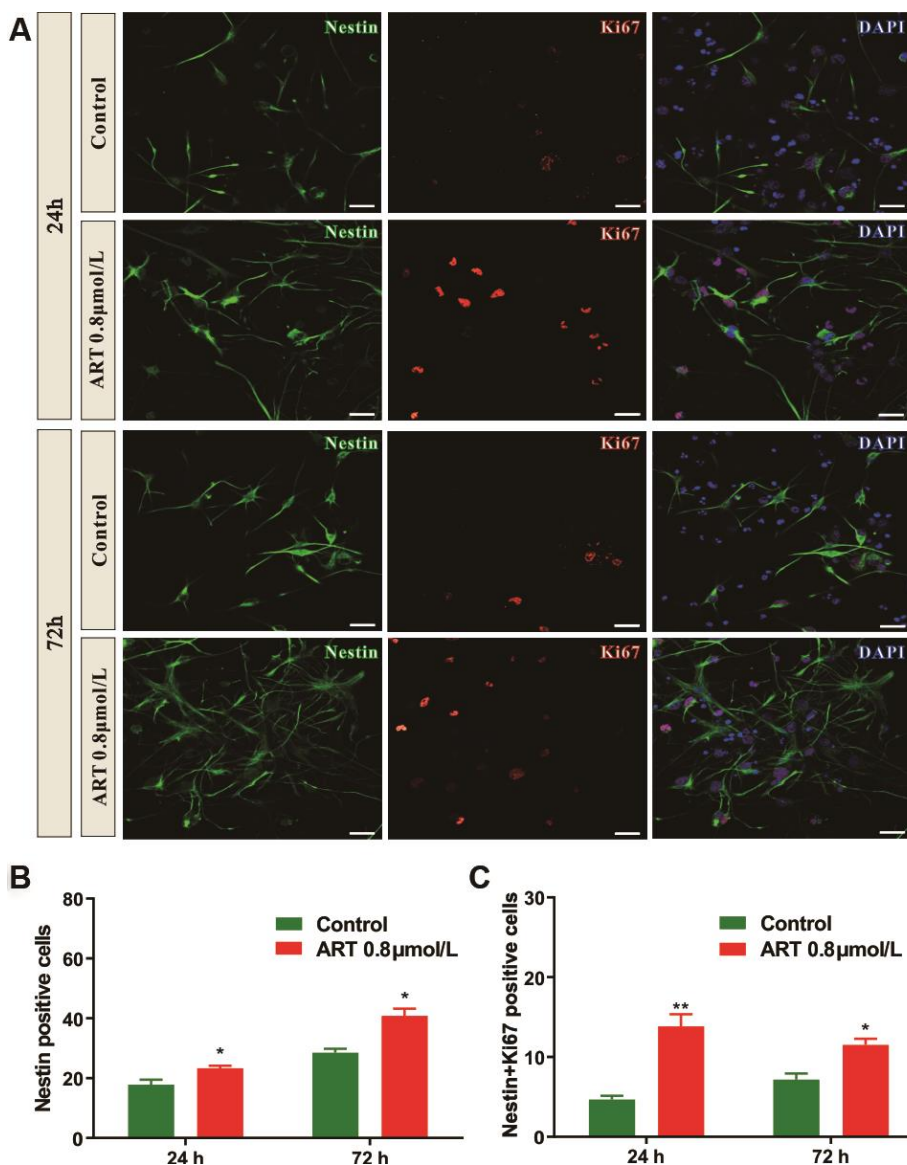 A
24h
Control
Nestin
Ki67
DAPI
ART 0.8μmol/L
Nestin
Ki67
DAPI
72h
Control
Nestin
Ki67
DAPI
ART 0.8μmol/L
Nestin
Ki67
DAPI
B
Nestin positive cells
80
60
40
20
0
Control
ART 0.8μmol/L
*
*
24 h
72 h
C
Nestin+Ki67 positive cells
30
20
10
0
Control
ART 0.8μmol/L
**
*
24 h
72 h